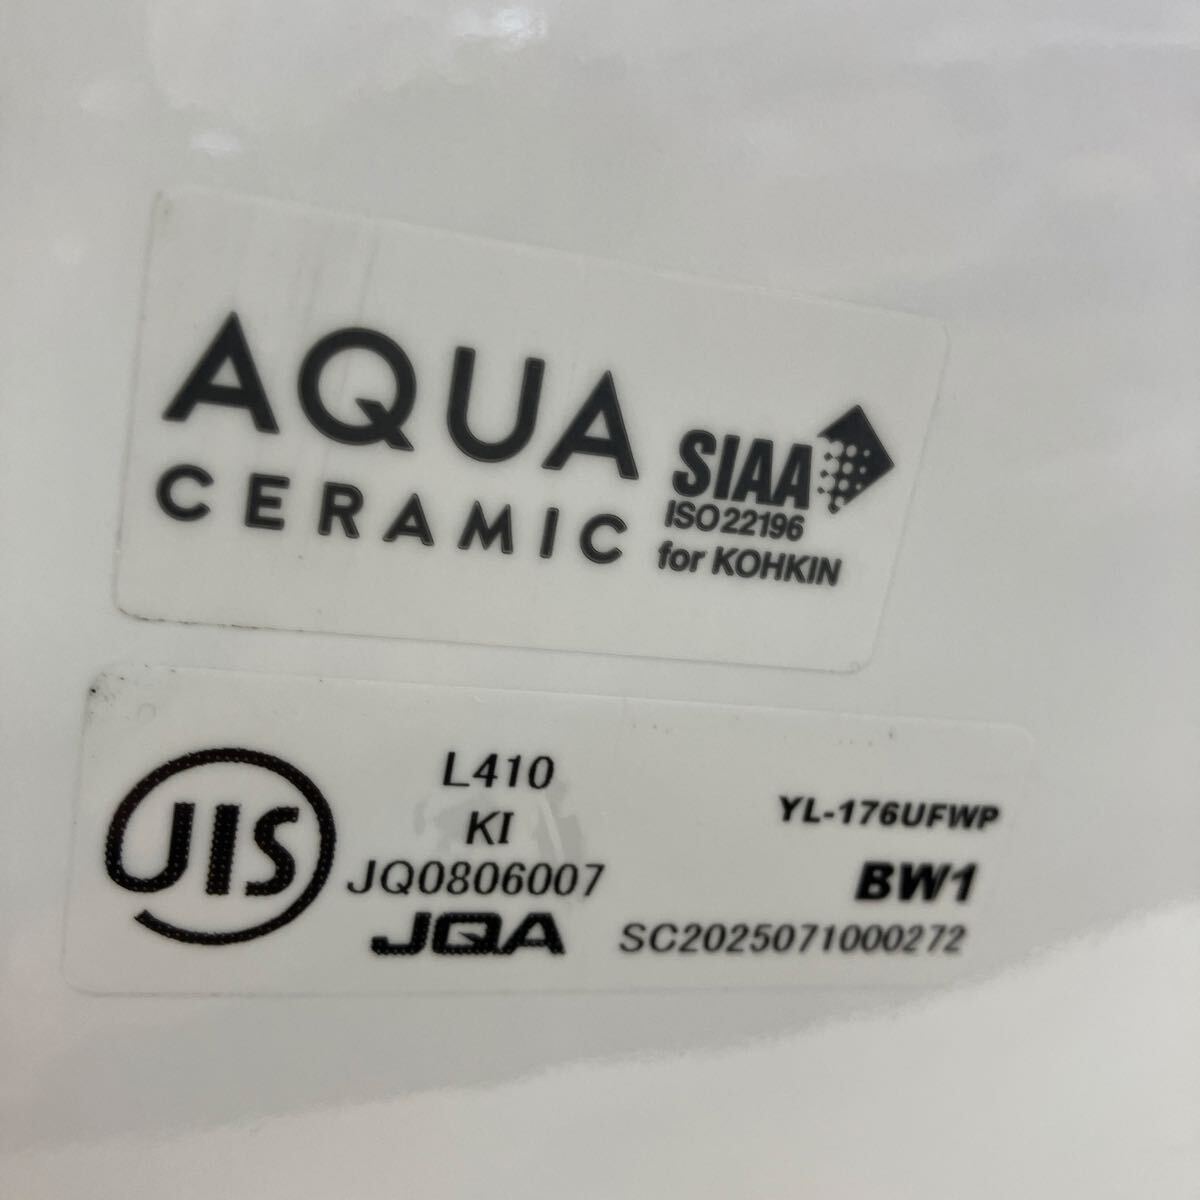 AQUA
CERAMIC
SIAA
ISO22196
for KOHKIN
JIS
L410
KI
JQ0806007
JQA
YL-176UFWP
BW1
SC2025071000272